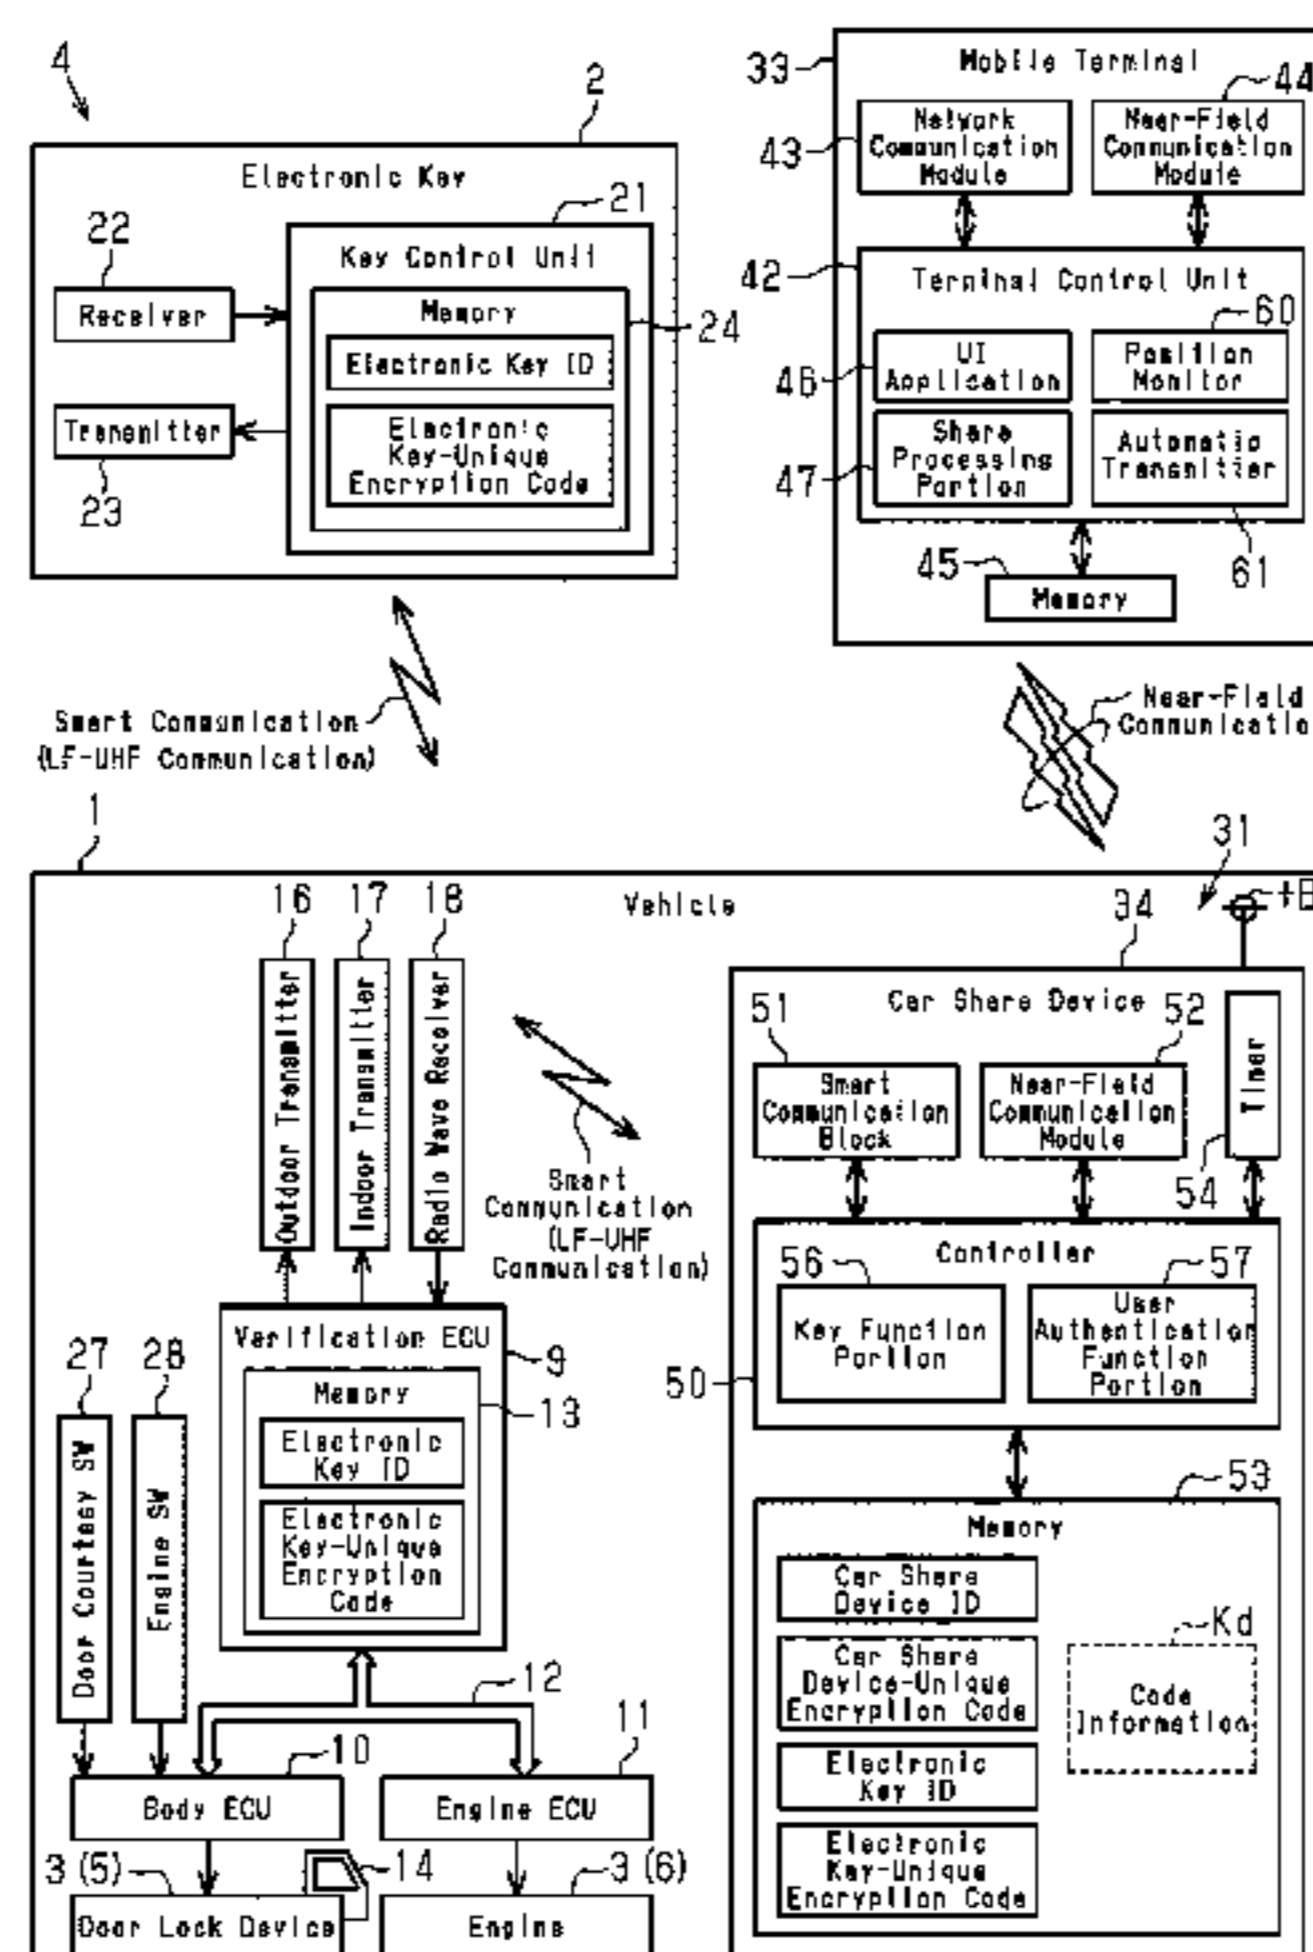 4
2
Electronic Key
21
22
Key Control Unit
Receiver
Memory
24
Electronic Key ID
Transmitter
Electronic
Key-Unique
Encryption Code
23
33
Mobile Terminal
44
Network
Communication
Module
43
Near-Field
Communication
Module
42
Terminal Control Unit
60
UI
Application
46
Position
Monitor
Share
Processing
Portion
47
Automatic
Transmitter
45
61
Memory
Smart Communication
(LF-UHF Communication)
Near-Field
Communicatio
1
31
Vehicle
+B
16
17
18
34
Outdoor Transmitter
Indoor Transmitter
Radio Wave Receiver
Smart
Communication
(LF-UHF
Communication)
Car Share Device
51
52
Smart
Communication
Block
Near-Field
Communication
Module
Timer
54
Controller
56
57
Key Function
Portion
User
Authentication
Function
Portion
50
Verification ECU
9
27
28
Memory
13
Electronic
Key ID
Electronic
Key-Unique
Encryption
Code
Door Courtesy SW
Engine SW
53
Memory
Car Share
Device ID
Car Share
Device-Unique
Encryption Code
Electronic
Key ID
Electronic
Key-Unique
Encryption Code
Kd
Code
Information
12
10
11
Body ECU
Engine ECU
3(5)
14
3(6)
Door Lock Device
Engine